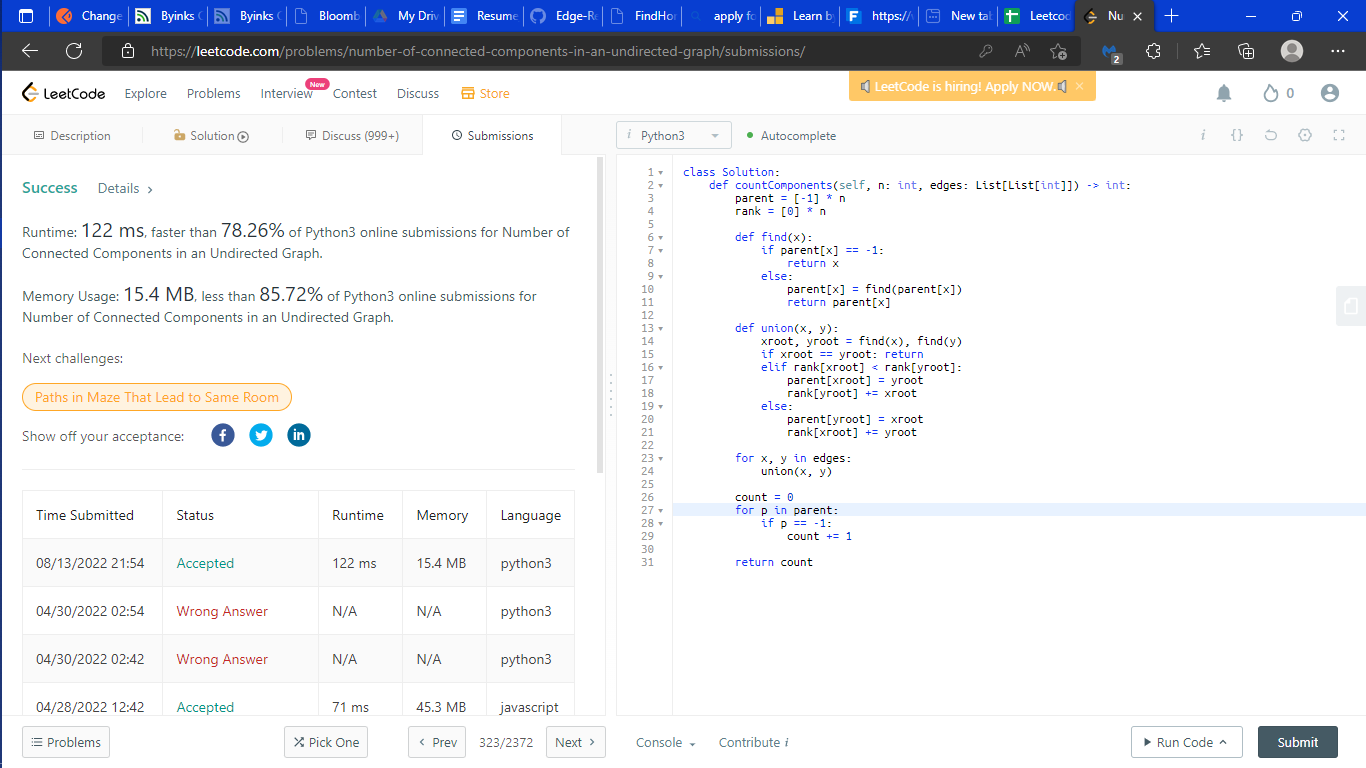 Change
Byinks
Byinks
Bloomb
My Driv
Resume
Edge-Re
FindHo
apply fo
Learn b
https://
New tab
Leetcod
Nu
https://leetcode.com/problems/number-of-connected-components-in-an-undirected-graph/submissions/
2
LeetCode
Explore
Problems
Interview
New
Contest
Discuss
Store
LeetCode is hiring! Apply NOW.
0
Description
Solution
Discuss (999+)
Submissions
i Python3
Autocomplete
i {}
Success
Details >
Runtime: 122 ms, faster than 78.26% of Python3 online submissions for Number of
Connected Components in an Undirected Graph.
Memory Usage: 15.4 MB, less than 85.72% of Python3 online submissions for
Number of Connected Components in an Undirected Graph.
Next challenges:
Paths in Maze That Lead to Same Room
Show off your acceptance:
Time Submitted Status Runtime Memory Language
08/13/2022 21:54 Accepted 122 ms 15.4 MB python3
04/30/2022 02:54 Wrong Answer N/A N/A python3
04/30/2022 02:42 Wrong Answer N/A N/A python3
04/28/2022 12:42 Accepted 71 ms 45.3 MB javascript
1 class Solution:
2     def countComponents(self, n: int, edges: List[List[int]]) -> int:
3         parent = [-1] * n
4         rank = [0] * n
5
6         def find(x):
7             if parent[x] == -1:
8                 return x
9             else:
10                 parent[x] = find(parent[x])
11                 return parent[x]
12
13         def union(x, y):
14             xroot, yroot = find(x), find(y)
15             if xroot == yroot: return
16             elif rank[xroot] < rank[yroot]:
17                 parent[xroot] = yroot
18                 rank[yroot] += xroot
19             else:
20                 parent[yroot] = xroot
21                 rank[xroot] += yroot
22
23         for x, y in edges:
24             union(x, y)
25
26         count = 0
27         for p in parent:
28             if p == -1:
29                 count += 1
30
31         return count
Problems
Pick One
< Prev
323/2372
Next >
Console
Contribute i
Run Code
Submit